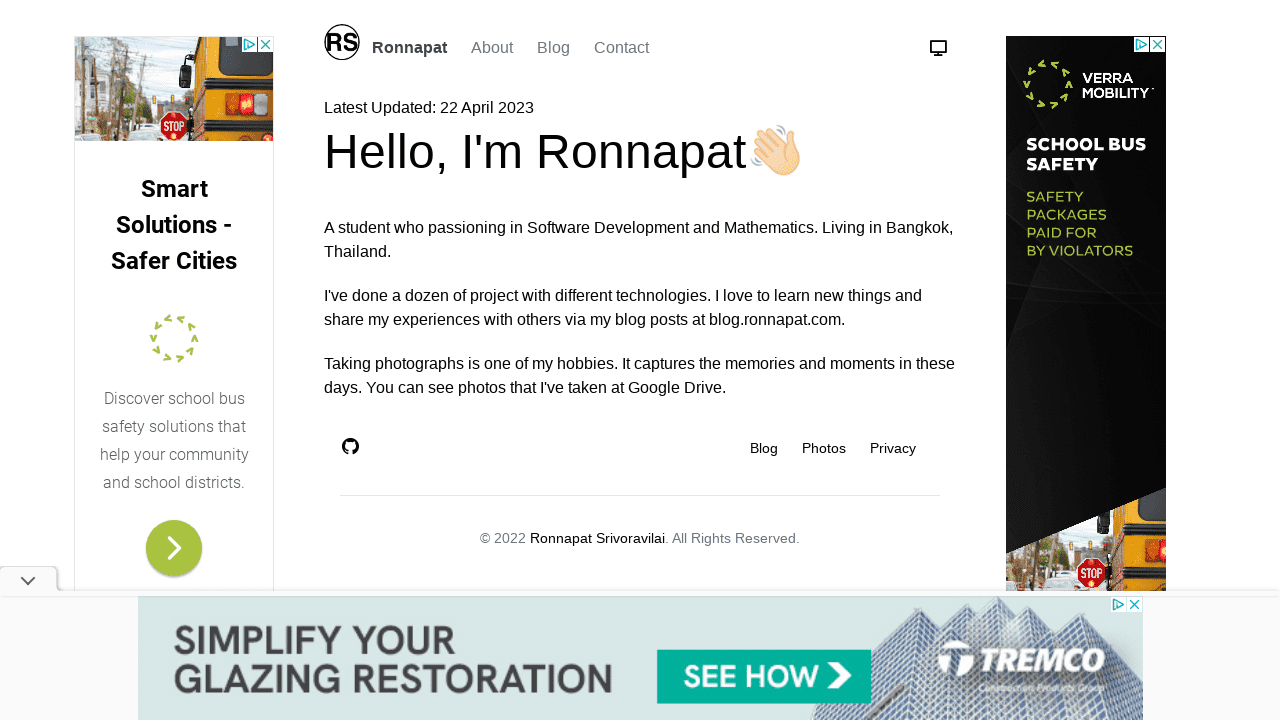 RS Ronnapat About Blog Contact
Latest Updated: 22 April 2023
Hello, I'm Ronnapat
A student who passioning in Software Development and Mathematics. Living in Bangkok,
Thailand.
I've done a dozen of project with different technologies. I love to learn new things and
share my experiences with others via my blog posts at blog.ronnapat.com.
Taking photographs is one of my hobbies. It captures the memories and moments in these
days. You can see photos that I've taken at Google Drive.
Blog Photos Privacy
© 2022 Ronnapat Srivoravilai. All Rights Reserved.
STOP
Smart
Solutions -
Safer Cities
Discover school bus
safety solutions that
help your community
and school districts.
VERRA
MOBILITY
SCHOOL BUS
SAFETY
SAFETY
PACKAGES
PAID FOR
BY VIOLATORS
STOP
SIMPLIFY YOUR
GLAZING RESTORATION
SEE HOW
TREMCO
Construction Products Group